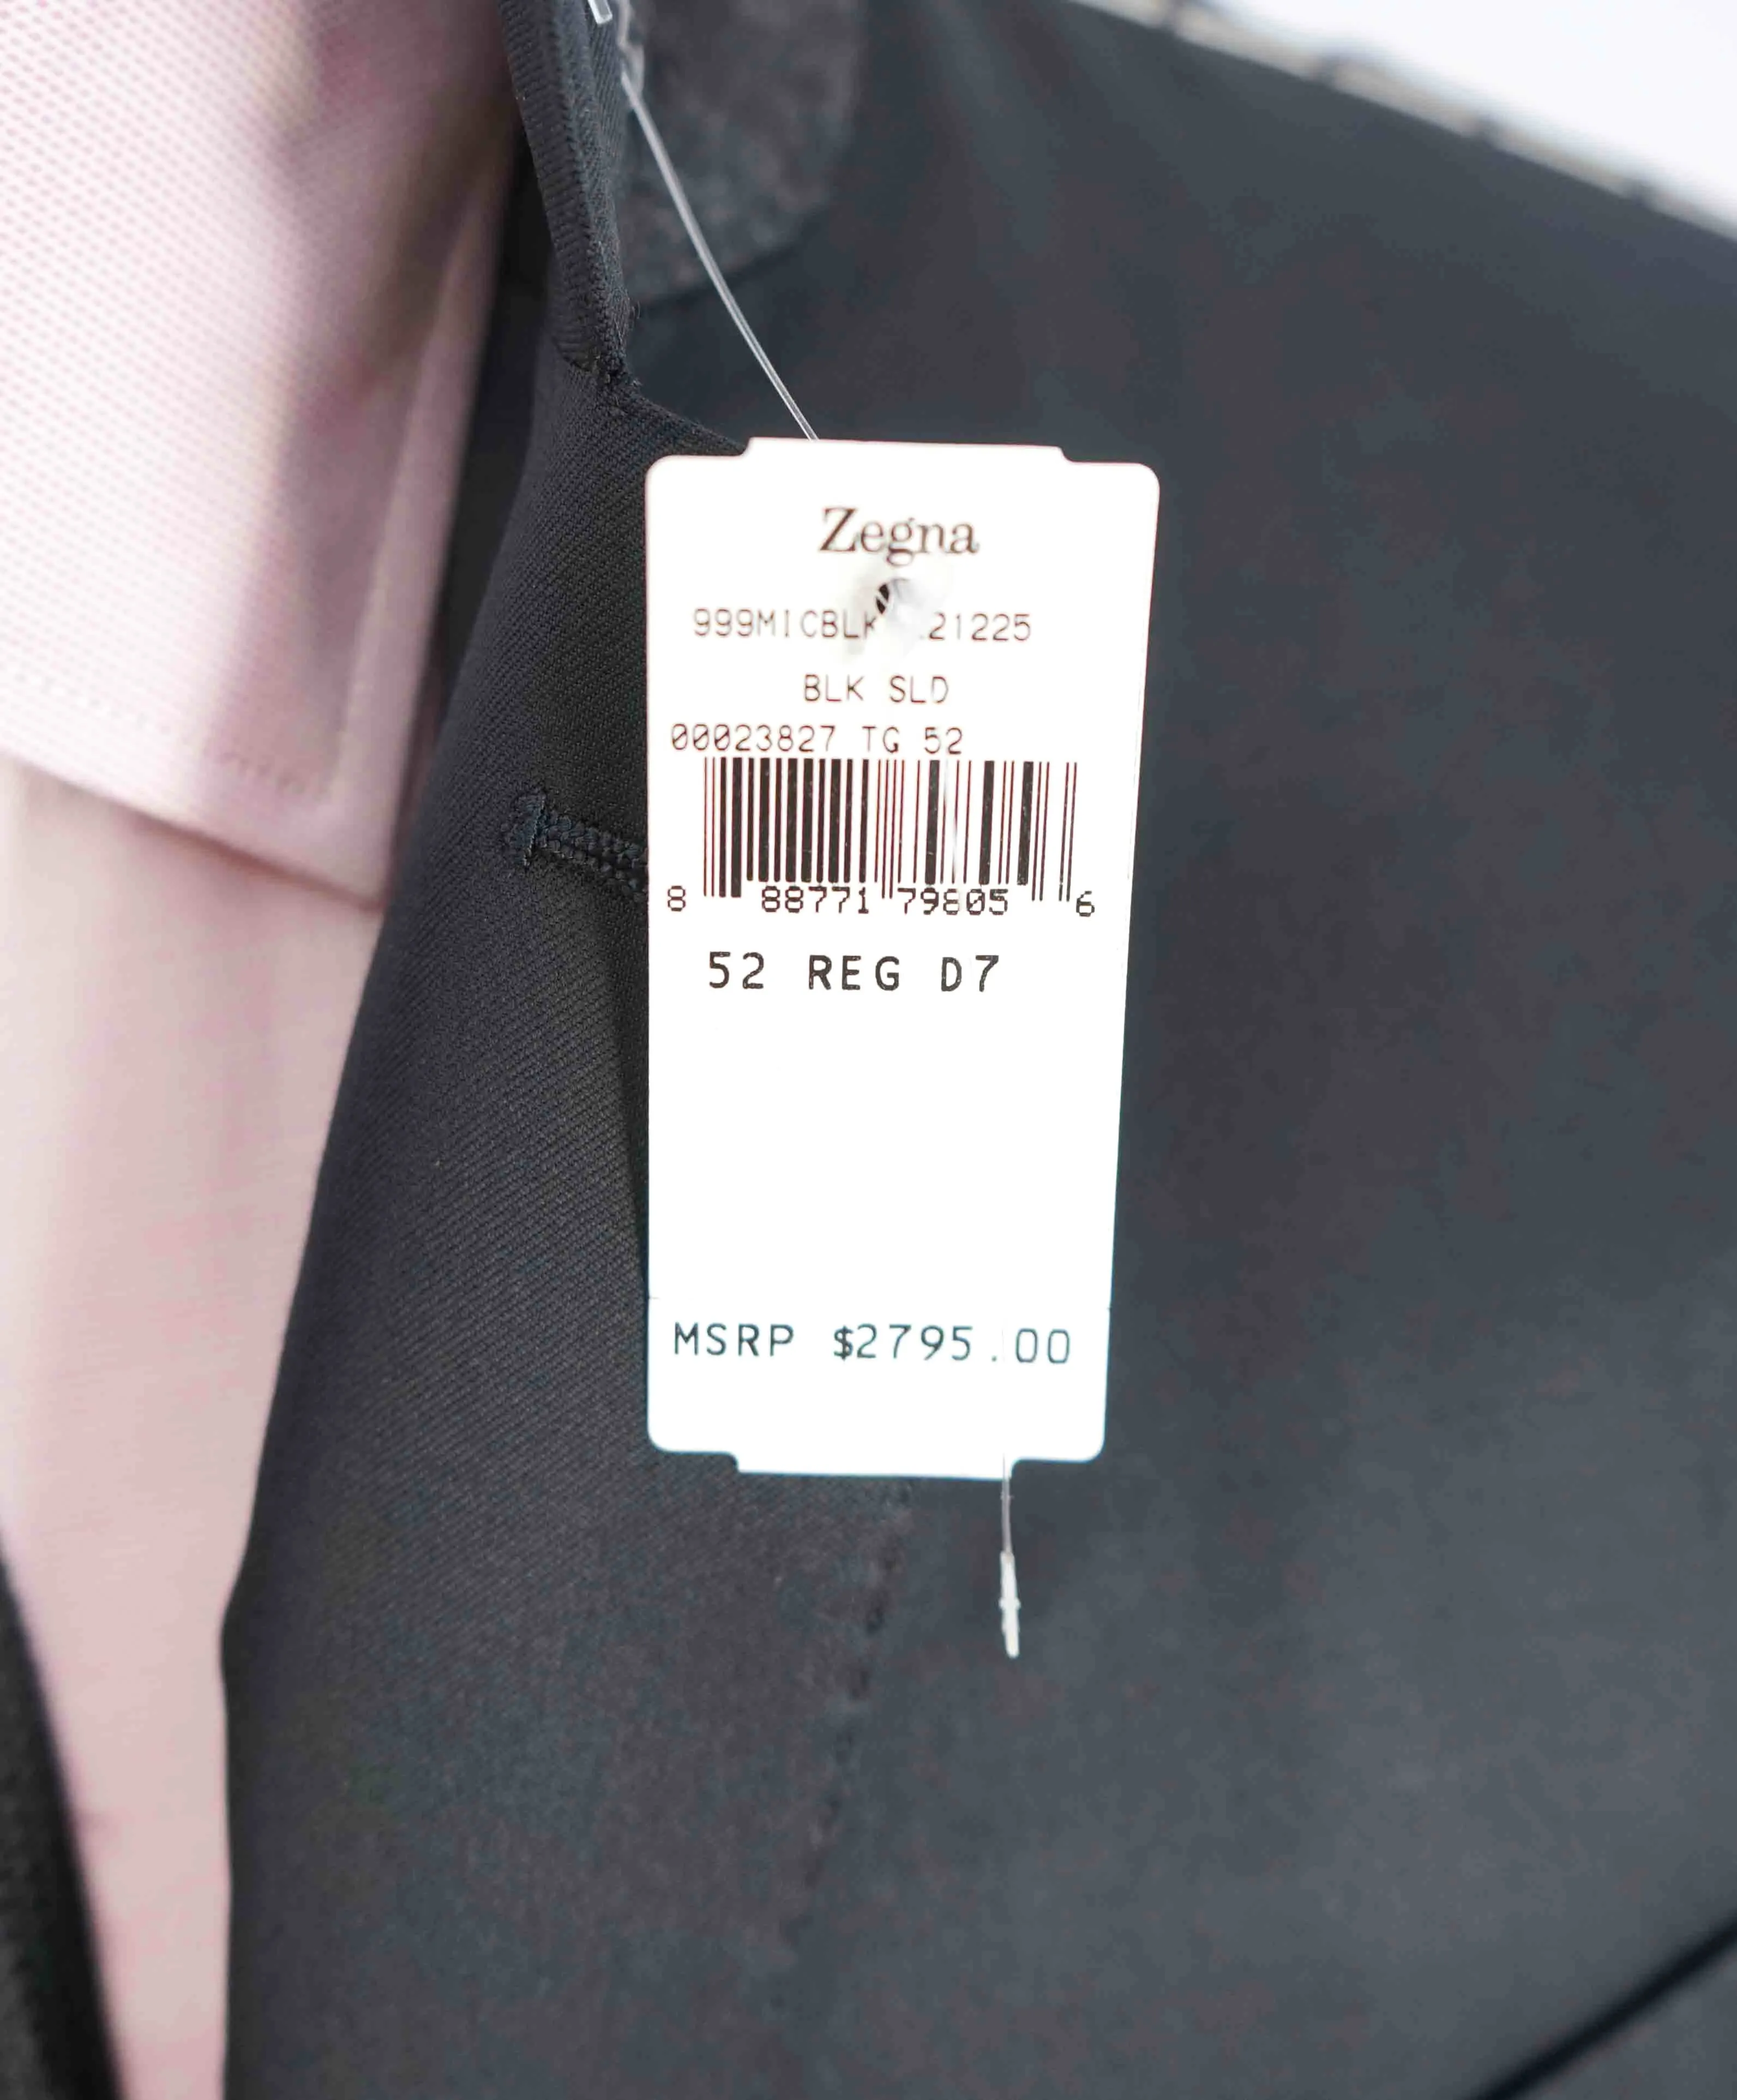 Zegna
999MICBLK 21225
BLK SLD
00023827 TG 52
8 88771 79805 6
52 REG D7
MSRP $2795.00